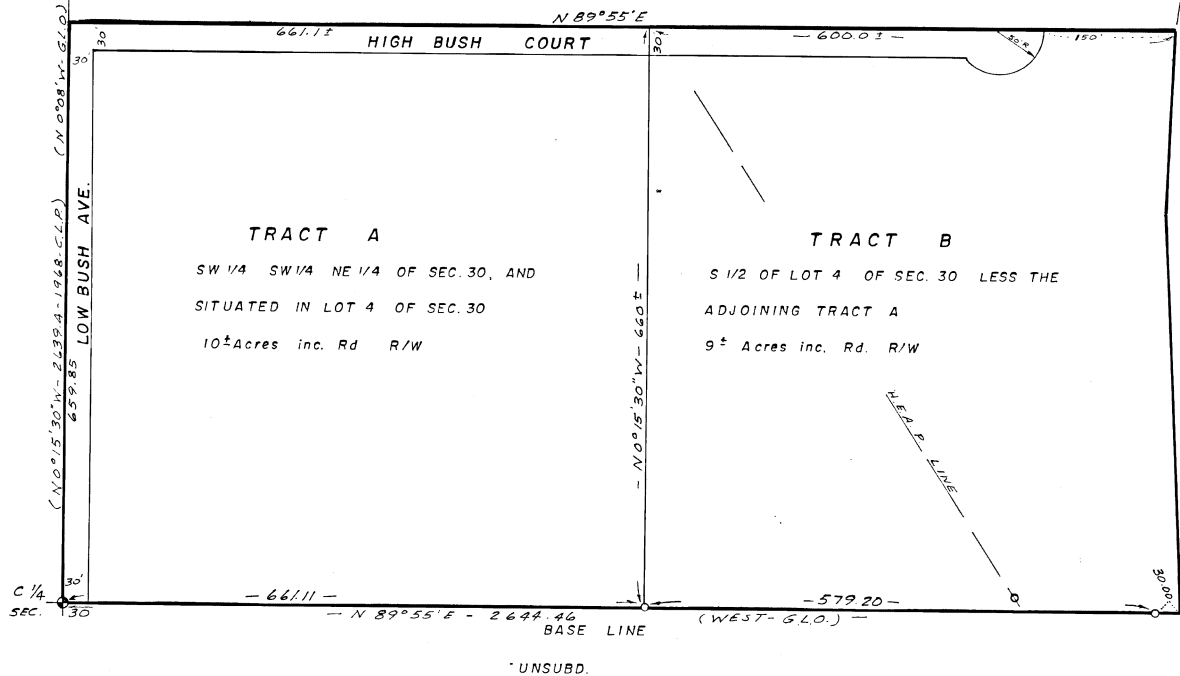 N 89°55'E
661.1±
HIGH BUSH COURT
— 600.0 ± —
150'
50 R
30'
30'
30'
(N 0°08'W - G.L.O)
(N 0°15'30"W - 2639.4 - 1968 - C.L.P.)
659.85
LOW BUSH AVE.
TRACT A
SW 1/4 SW 1/4 NE 1/4 OF SEC. 30, AND
SITUATED IN LOT 4 OF SEC. 30
10± Acres inc. Rd R/W
- N 0°15'30"W - 660± -
TRACT B
S 1/2 OF LOT 4 OF SEC. 30 LESS THE
ADJOINING TRACT A
9± Acres inc. Rd. R/W
H.E.A. P. LINE
C 1/4
SEC. 30
30'
— 661.11 —
— N 89°55'E - 2644.46
BASE LINE
— 579.20 —
(WEST - G.L.O.) —
30.00'
UNSUBD.